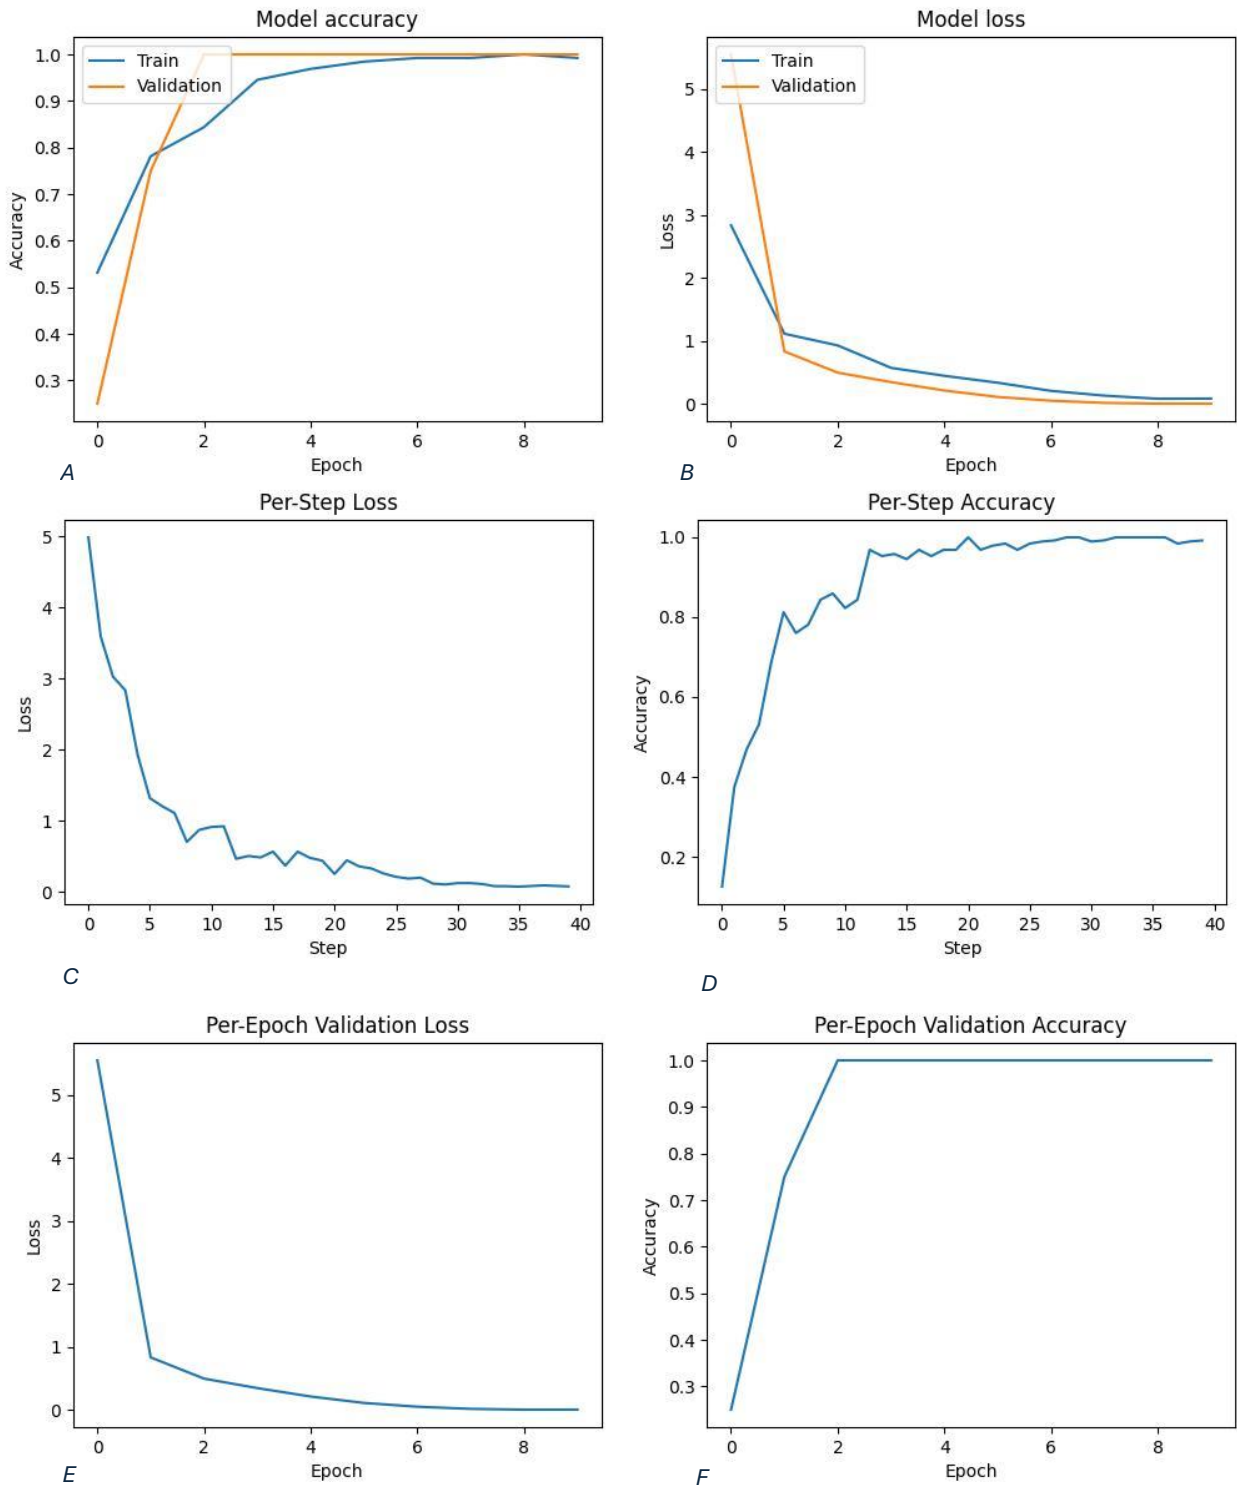 Model accuracy
Train
Validation
Accuracy
1.0
0.9
0.8
0.7
0.6
0.5
0.4
0.3
0 2 4 6 8
Epoch
A
Model loss
Train
Validation
Loss
5
4
3
2
1
0
0 2 4 6 8
Epoch
B
Per-Step Loss
Loss
5
4
3
2
1
0
0 5 10 15 20 25 30 35 40
Step
C
Per-Step Accuracy
Accuracy
1.0
0.8
0.6
0.4
0.2
0 5 10 15 20 25 30 35 40
Step
D
Per-Epoch Validation Loss
Loss
5
4
3
2
1
0
0 2 4 6 8
Epoch
E
Per-Epoch Validation Accuracy
Accuracy
1.0
0.9
0.8
0.7
0.6
0.5
0.4
0.3
0 2 4 6 8
Epoch
F